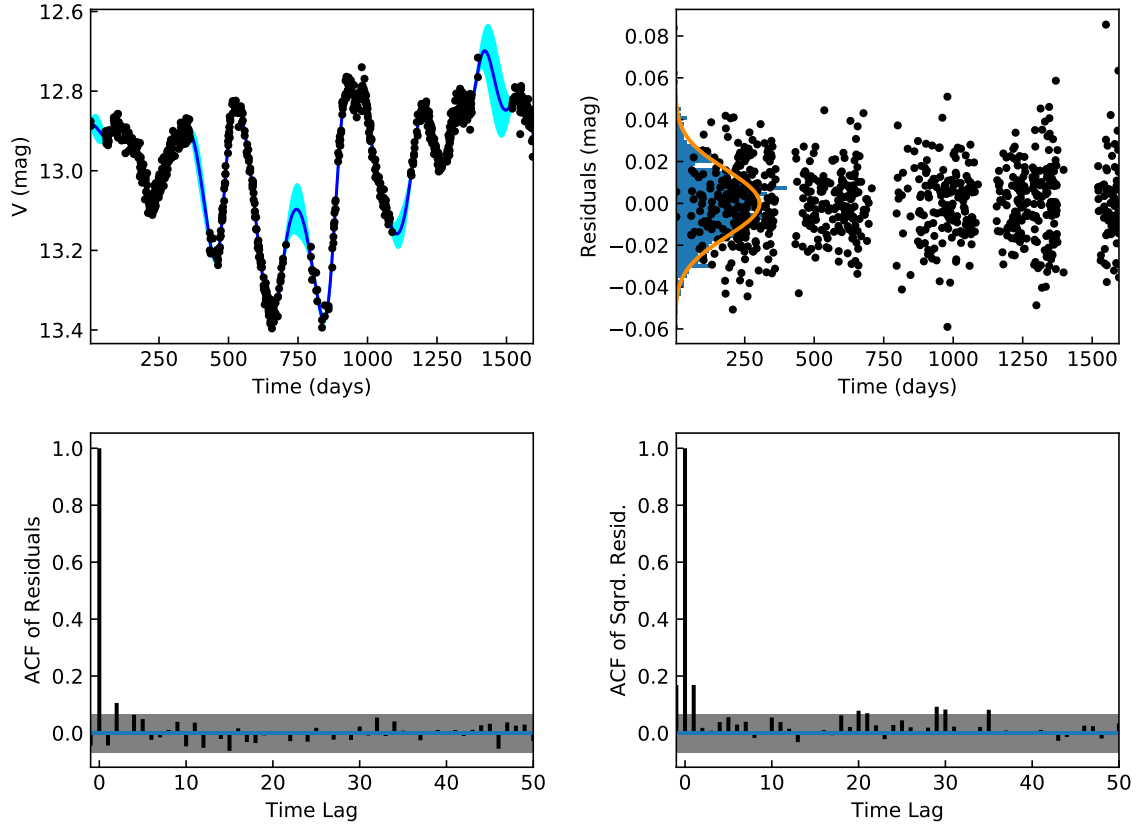 12.6
12.8
13.0
13.2
13.4
V (mag)
250 500 750 1000 1250 1500
Time (days)
0.08
0.06
0.04
0.02
0.00
−0.02
−0.04
−0.06
Residuals (mag)
250 500 750 1000 1250 1500
Time (days)
1.0
0.8
0.6
0.4
0.2
0.0
ACF of Residuals
0 10 20 30 40 50
Time Lag
1.0
0.8
0.6
0.4
0.2
0.0
ACF of Sqrd. Resid.
0 10 20 30 40 50
Time Lag